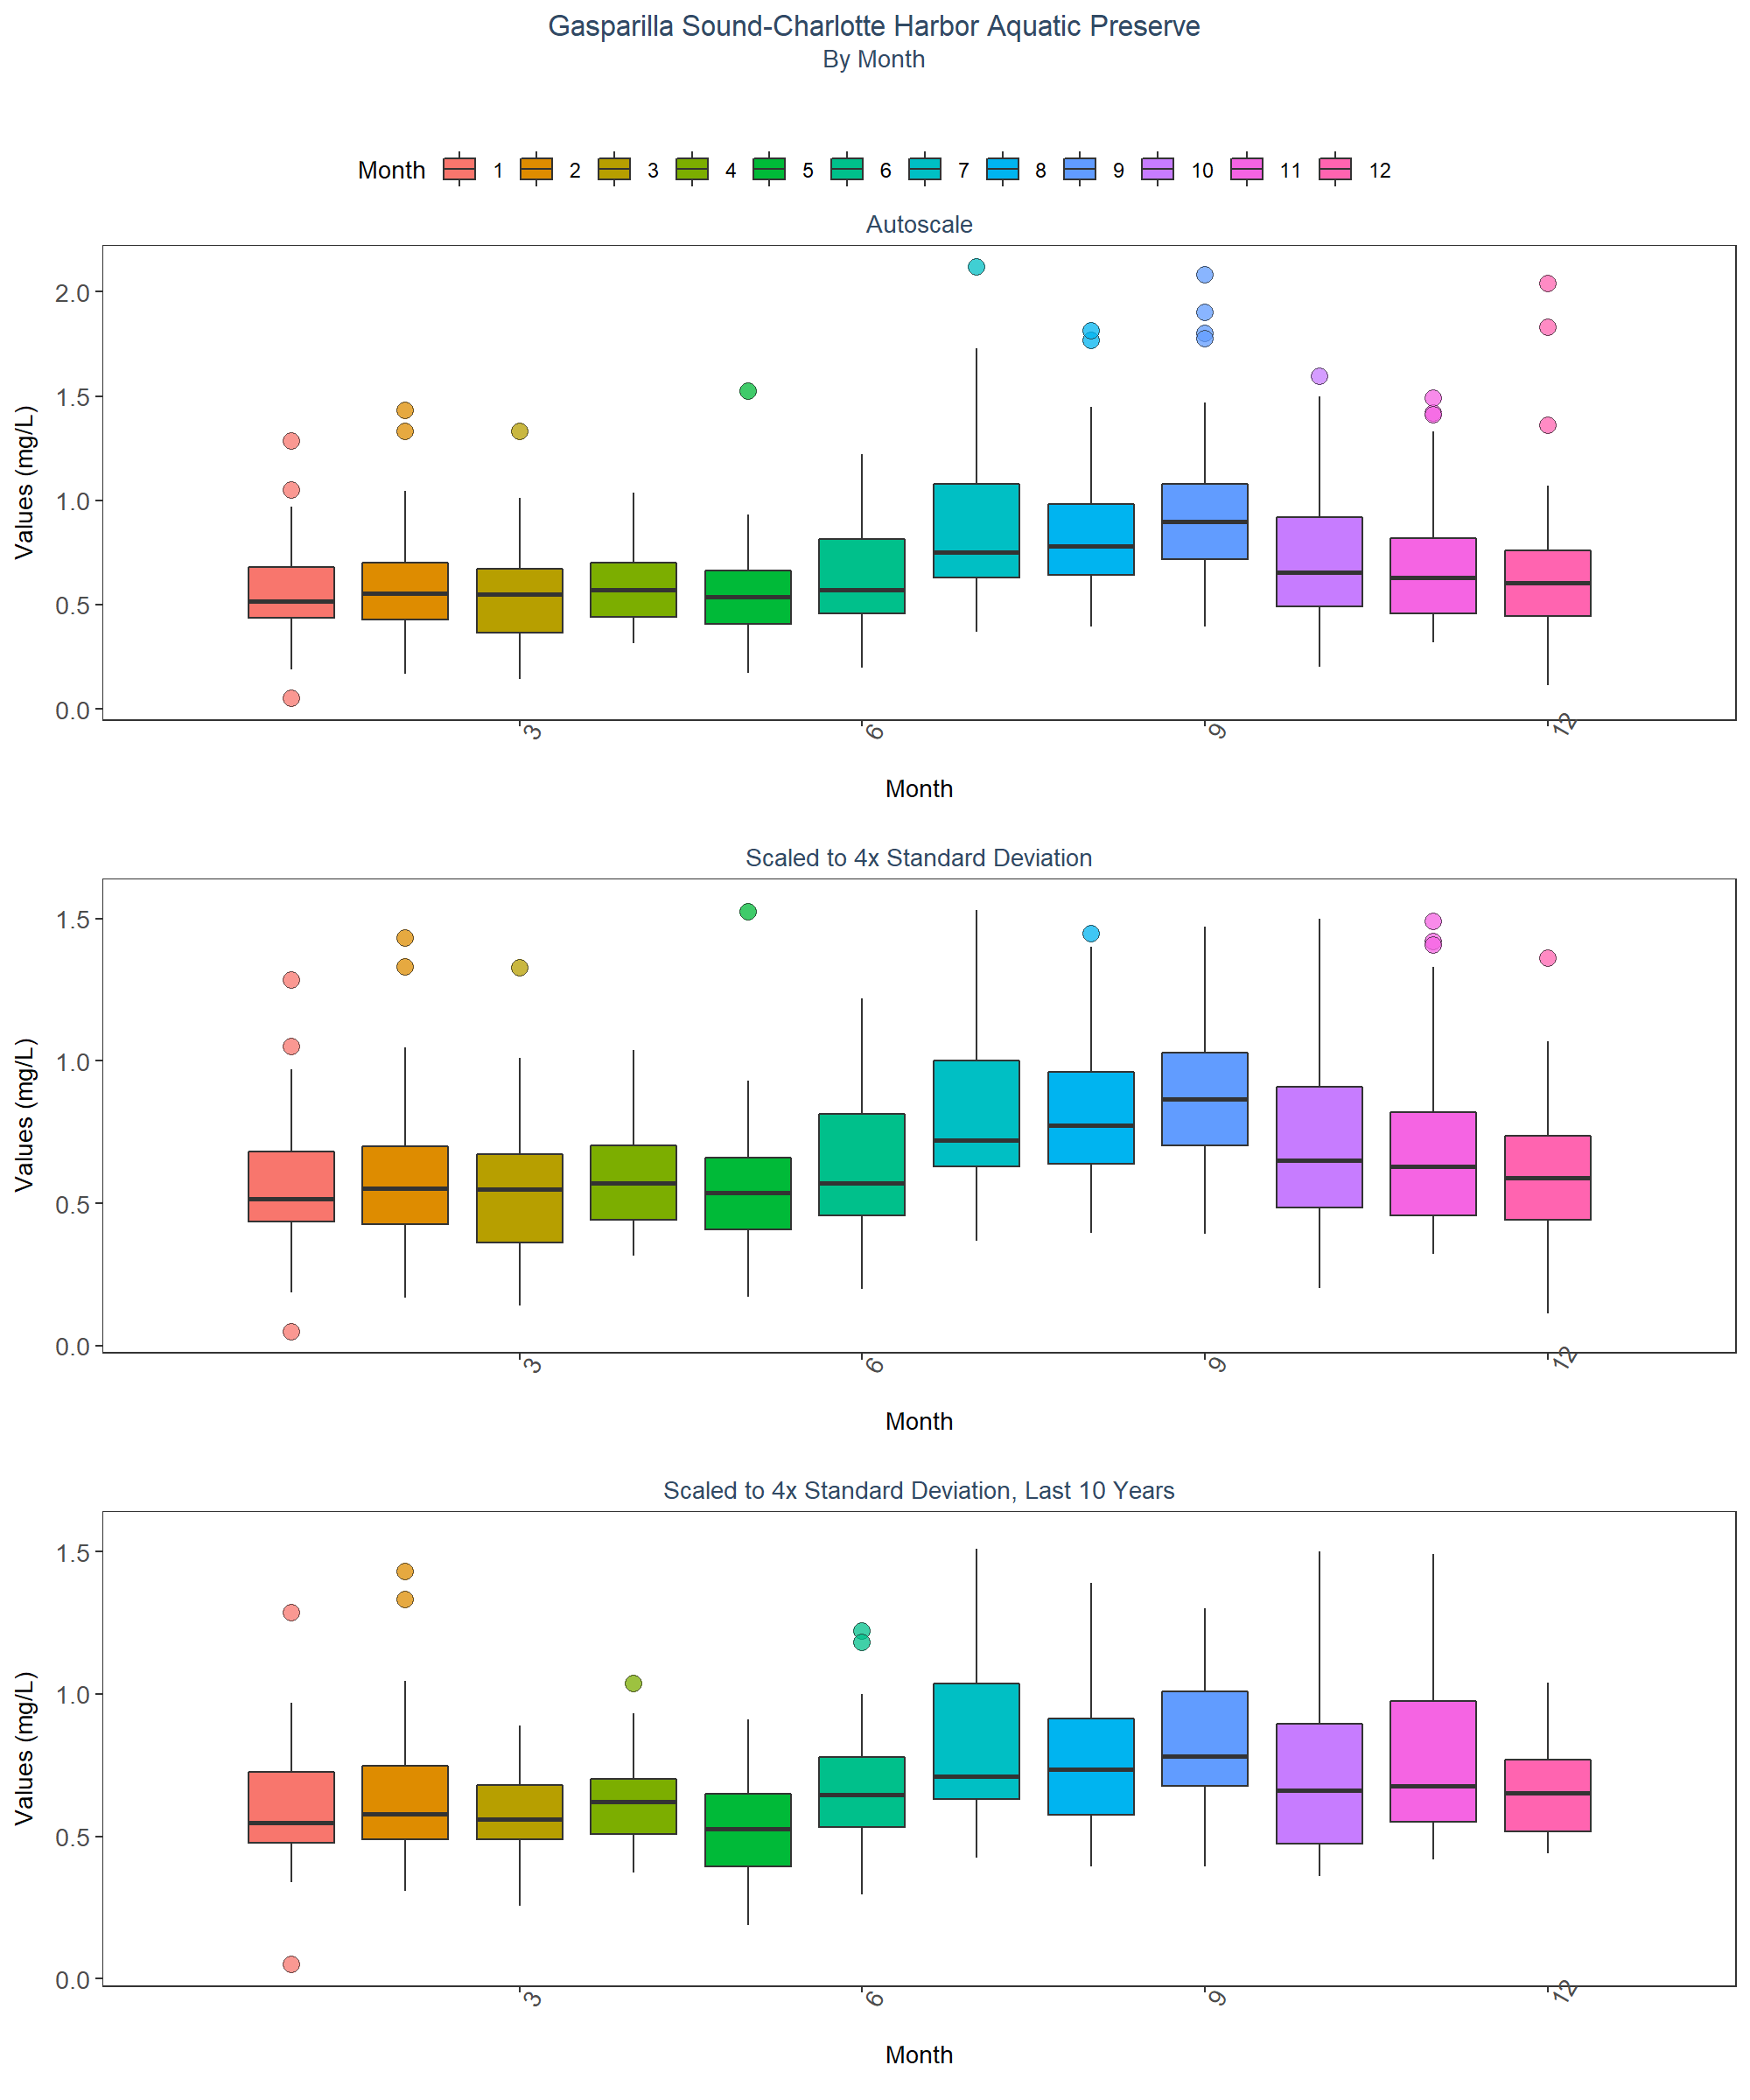 Gasparilla Sound-Charlotte Harbor Aquatic Preserve
By Month
Month 1 2 3 4 5 6 7 8 9 10 11 12
Autoscale
Values (mg/L)
2.0
1.5
1.0
0.5
0.0
3 6 9 12
Month
Scaled to 4x Standard Deviation
Values (mg/L)
1.5
1.0
0.5
0.0
3 6 9 12
Month
Scaled to 4x Standard Deviation, Last 10 Years
Values (mg/L)
1.5
1.0
0.5
0.0
3 6 9 12
Month